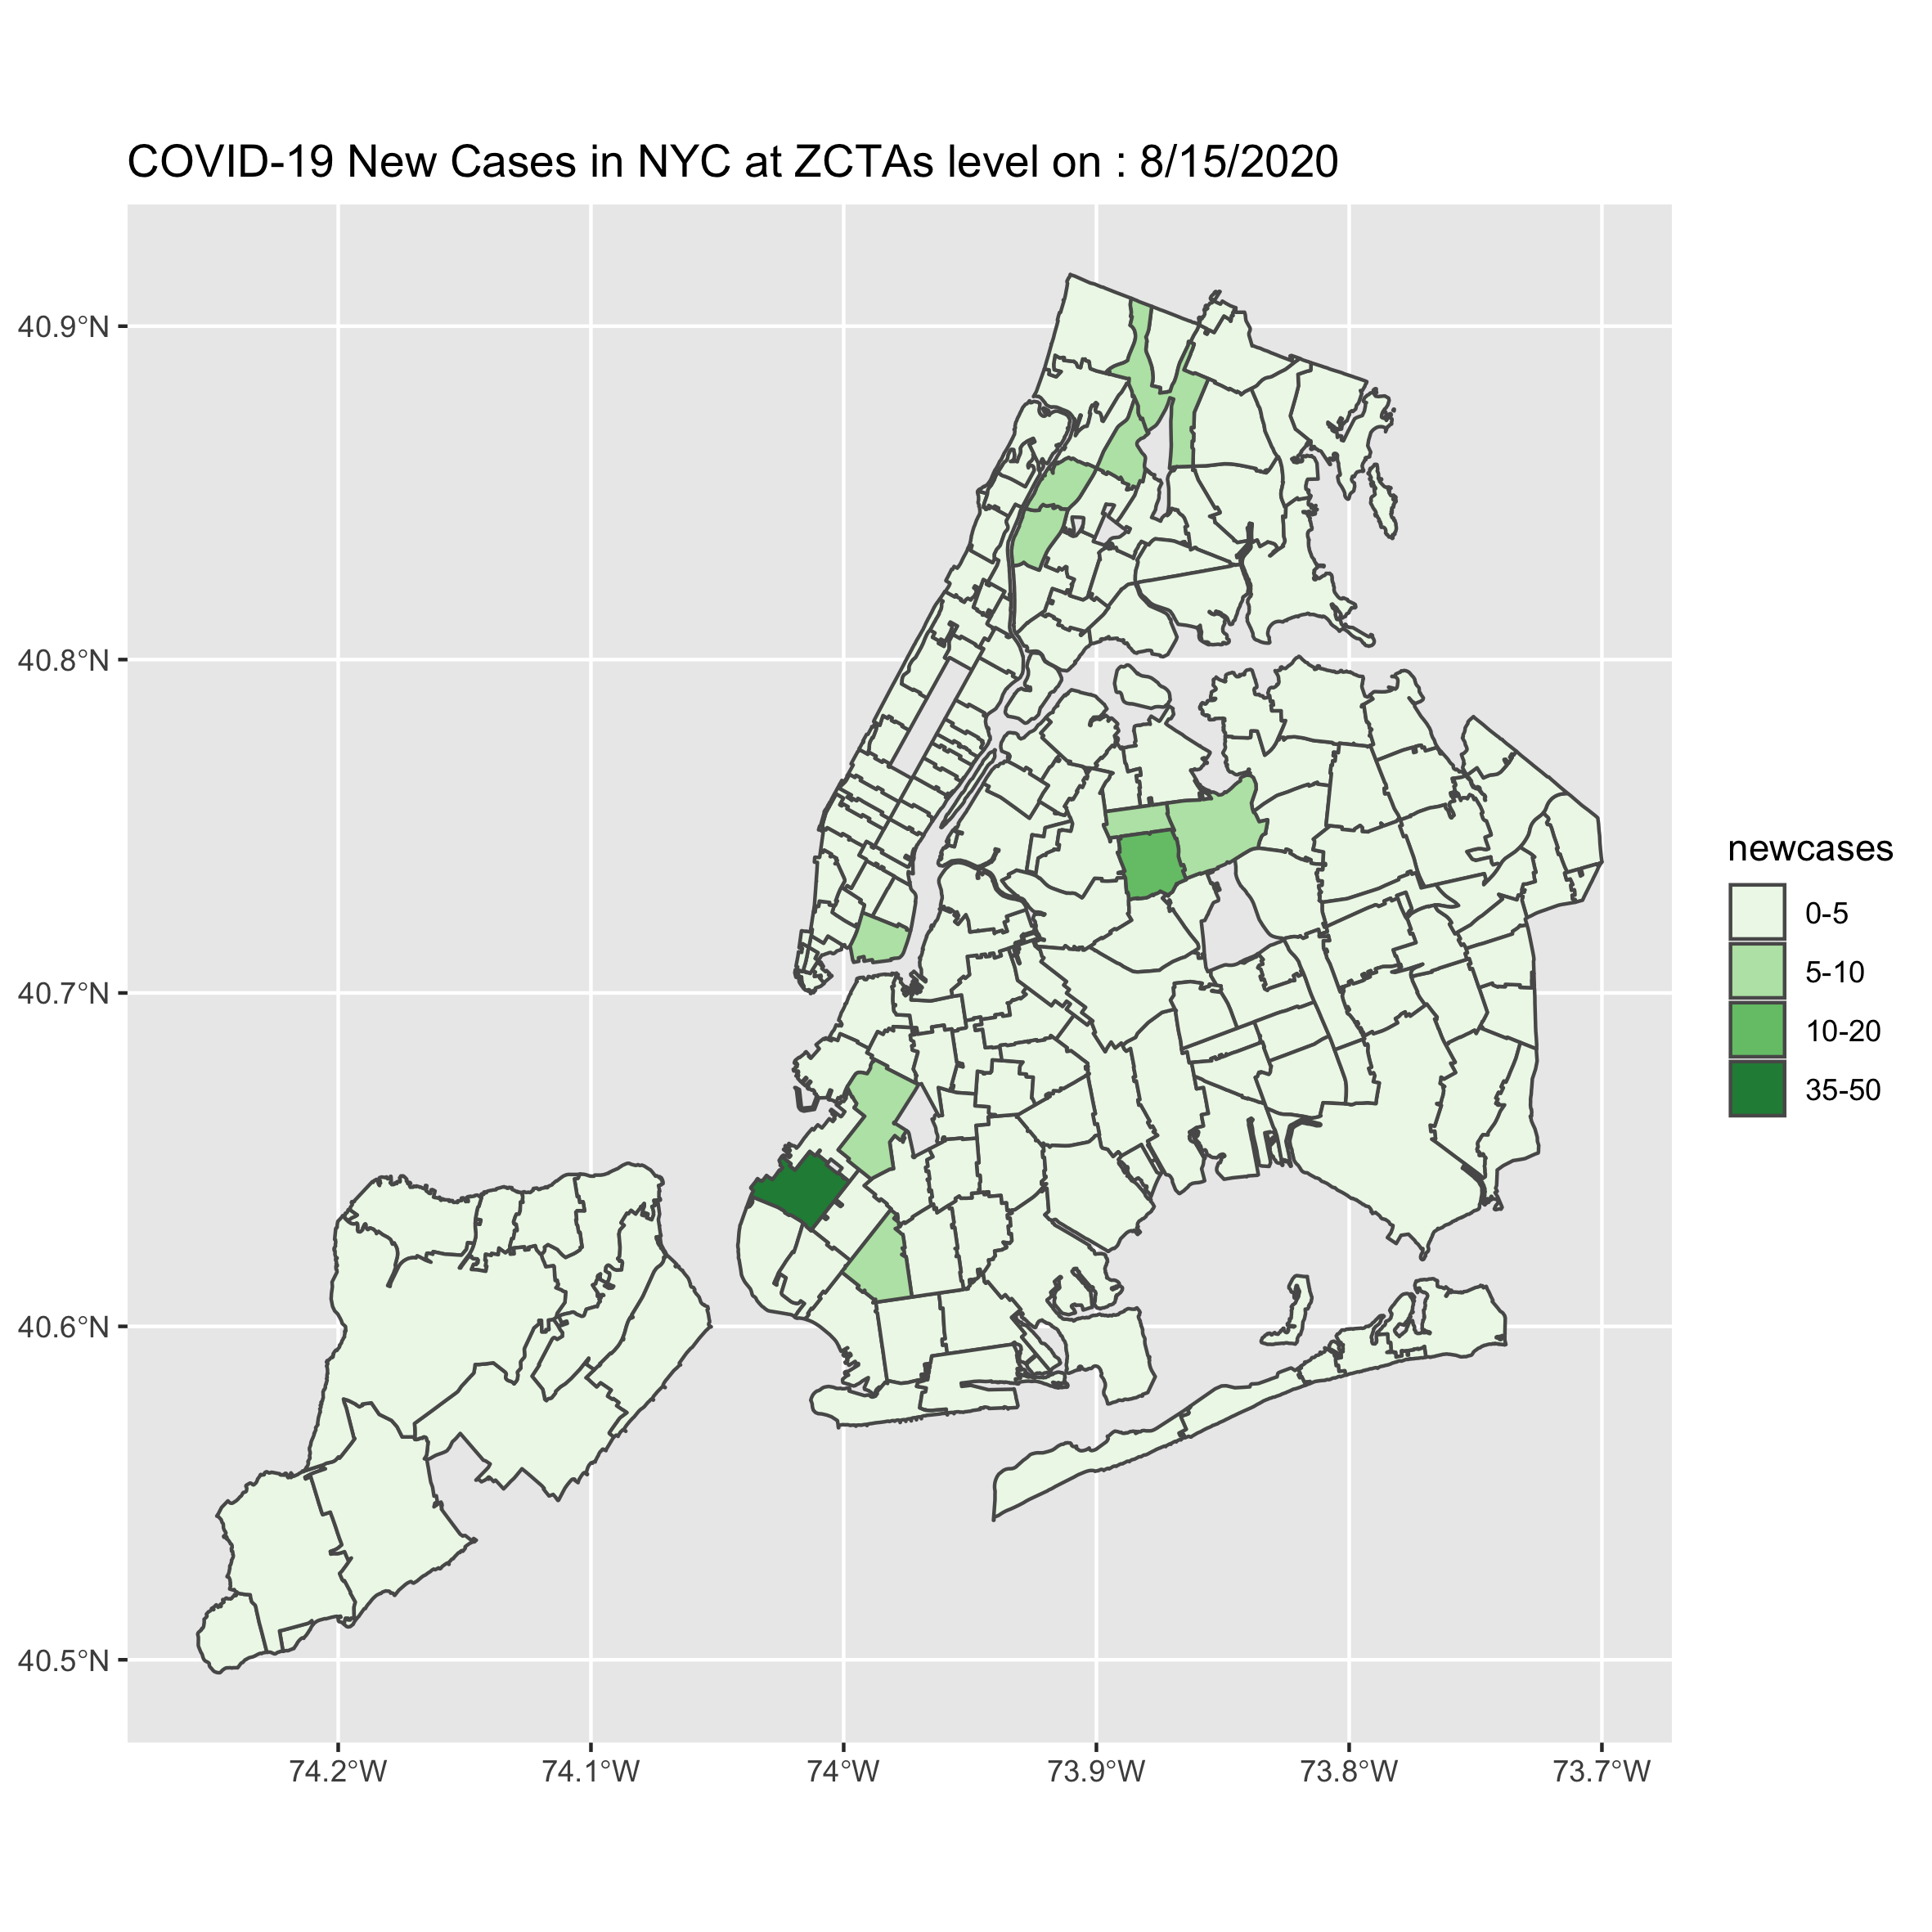 COVID-19 New Cases in NYC at ZCTAs level on : 8/15/2020
40.9°N
40.8°N
40.7°N
40.6°N
40.5°N
74.2°W
74.1°W
74°W
73.9°W
73.8°W
73.7°W
newcases
0-5
5-10
10-20
35-50